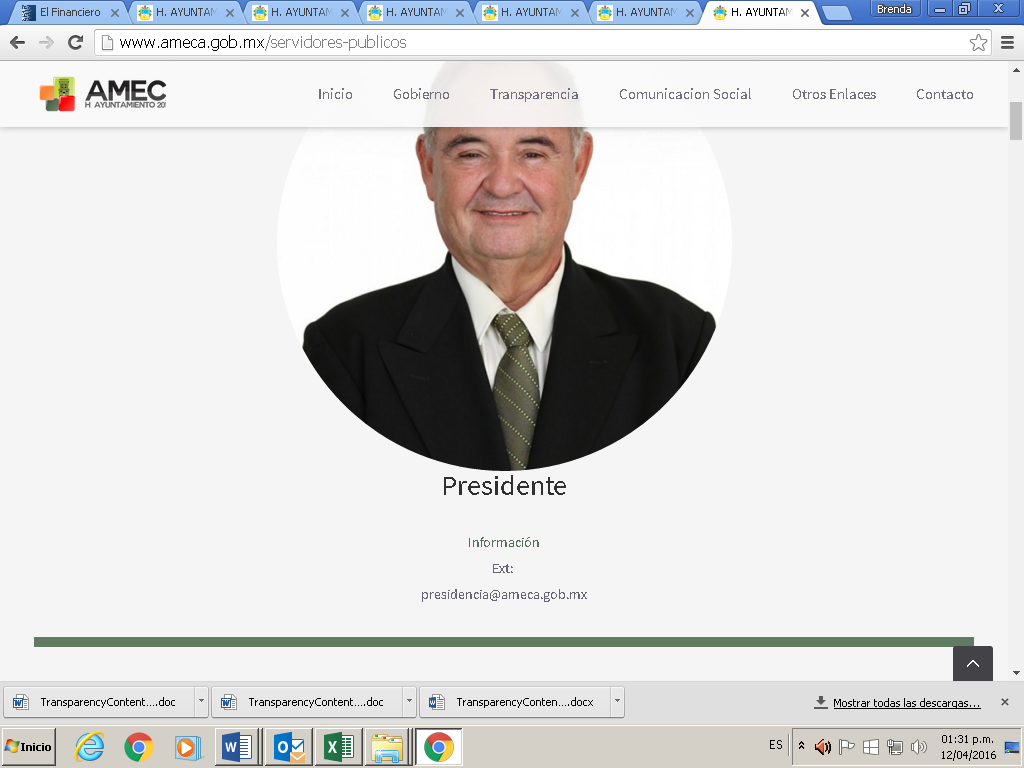 El Financiero
H. AYUNTAM
H. AYUNTAM
H. AYUNTAM
H. AYUNTAM
H. AYUNTAM
H. AYUNTAM
Brenda
www.ameca.gob.mx/servidores-publicos
AMEC
H. AYUNTAMIENTO 20
Inicio
Gobierno
Transparencia
Comunicacion Social
Otros Enlaces
Contacto
Presidente
Información
Ext:
presidencia@ameca.gob.mx
TransparencyContent....doc
TransparencyContent....doc
TransparencyConten....docx
Mostrar todas las descargas...
Inicio
ES
01:31 p.m.
12/04/2016